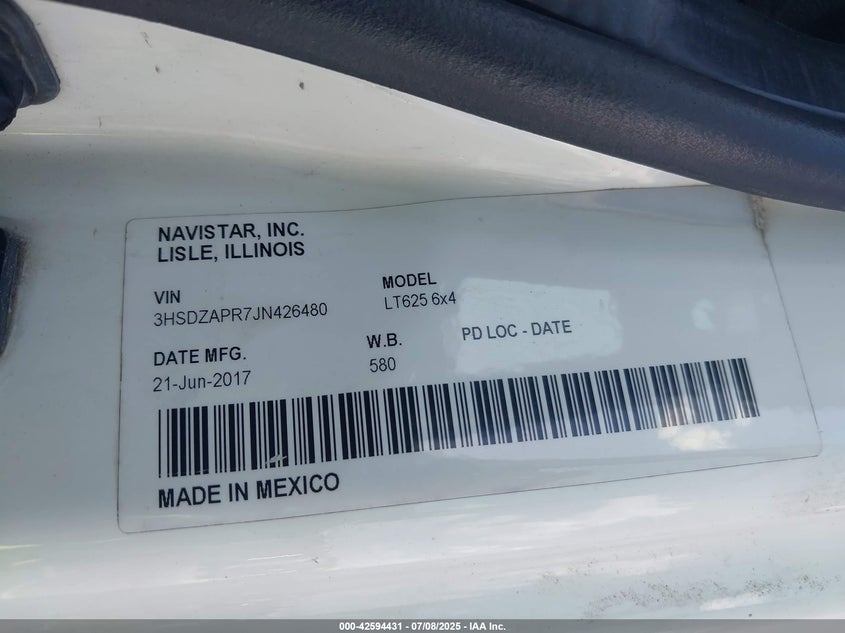 NAVISTAR, INC.
LISLE, ILLINOIS
VIN
3HSDZAPR7JN426480
MODEL
LT625 6x4
DATE MFG.
21-Jun-2017
W.B.
580
PD LOC - DATE
MADE IN MEXICO
000-42594431 - 07/08/2025 - IAA Inc.